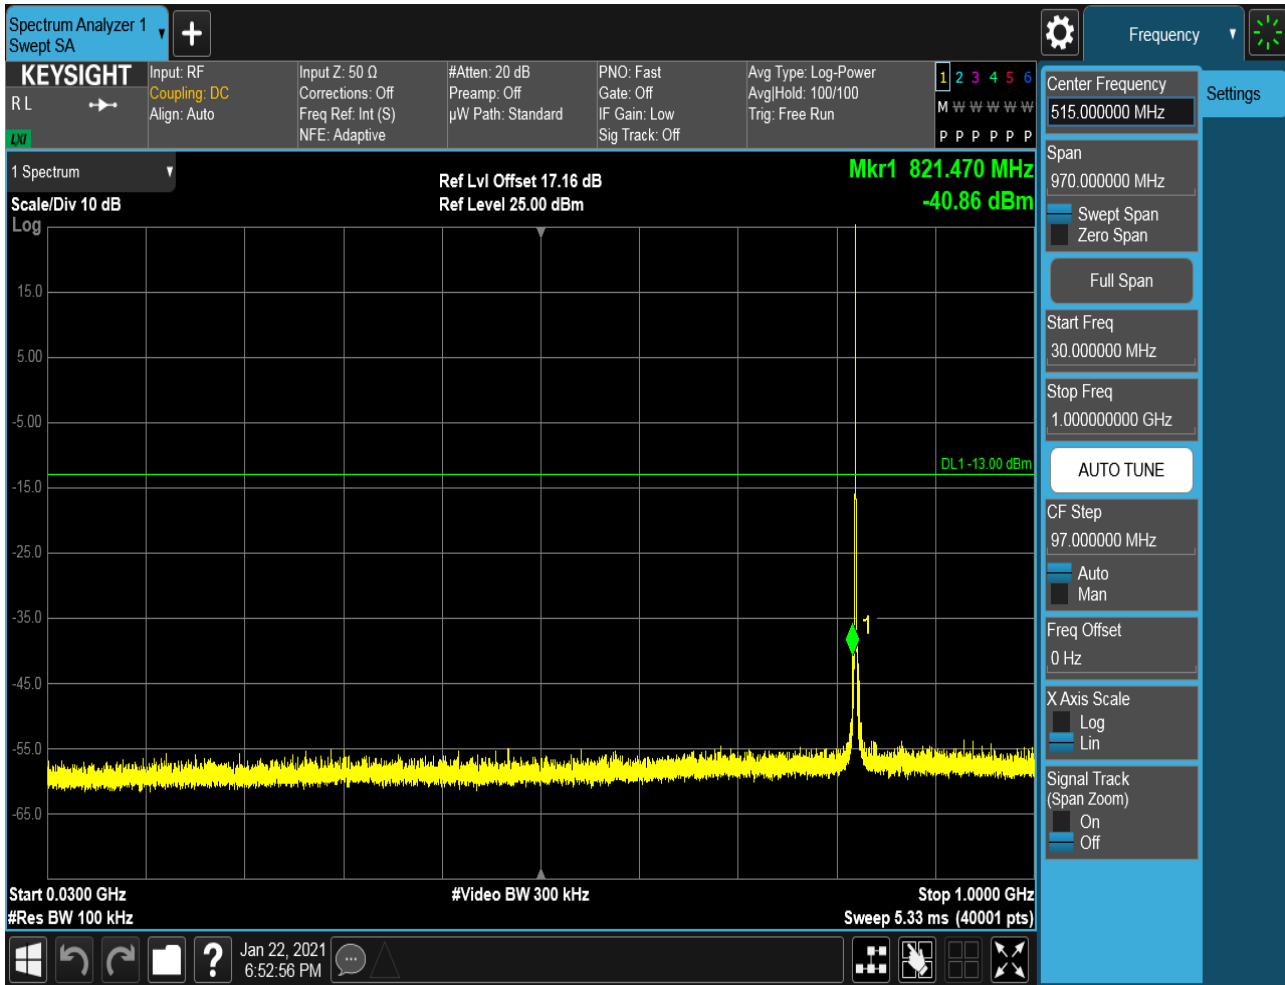 Spectrum Analyzer 1
Swept SA
+
Frequency
KEYSIGHT
R L
LXI
Input: RF
Coupling: DC
Align: Auto
Input Z: 50 Ω
Corrections: Off
Freq Ref: Int (S)
NFE: Adaptive
#Atten: 20 dB
Preamp: Off
µW Path: Standard
PNO: Fast
Gate: Off
IF Gain: Low
Sig Track: Off
Avg Type: Log-Power
Avg|Hold: 100/100
Trig: Free Run
1 2 3 4 5 6
M W W W W W
P P P P P P
1 Spectrum
Scale/Div 10 dB
Log
Ref Lvl Offset 17.16 dB
Ref Level 25.00 dBm
Mkr1 821.470 MHz
-40.86 dBm
15.0
5.00
-5.00
-15.0
-25.0
-35.0
-45.0
-55.0
-65.0
DL1 -13.00 dBm
1
Start 0.0300 GHz
#Res BW 100 kHz
#Video BW 300 kHz
Stop 1.0000 GHz
Sweep 5.33 ms (40001 pts)
Center Frequency
515.000000 MHz
Span
970.000000 MHz
Swept Span
Zero Span
Full Span
Start Freq
30.000000 MHz
Stop Freq
1.000000000 GHz
AUTO TUNE
CF Step
97.000000 MHz
Auto
Man
Freq Offset
0 Hz
X Axis Scale
Log
Lin
Signal Track
(Span Zoom)
On
Off
Settings
?
Jan 22, 2021
6:52:56 PM